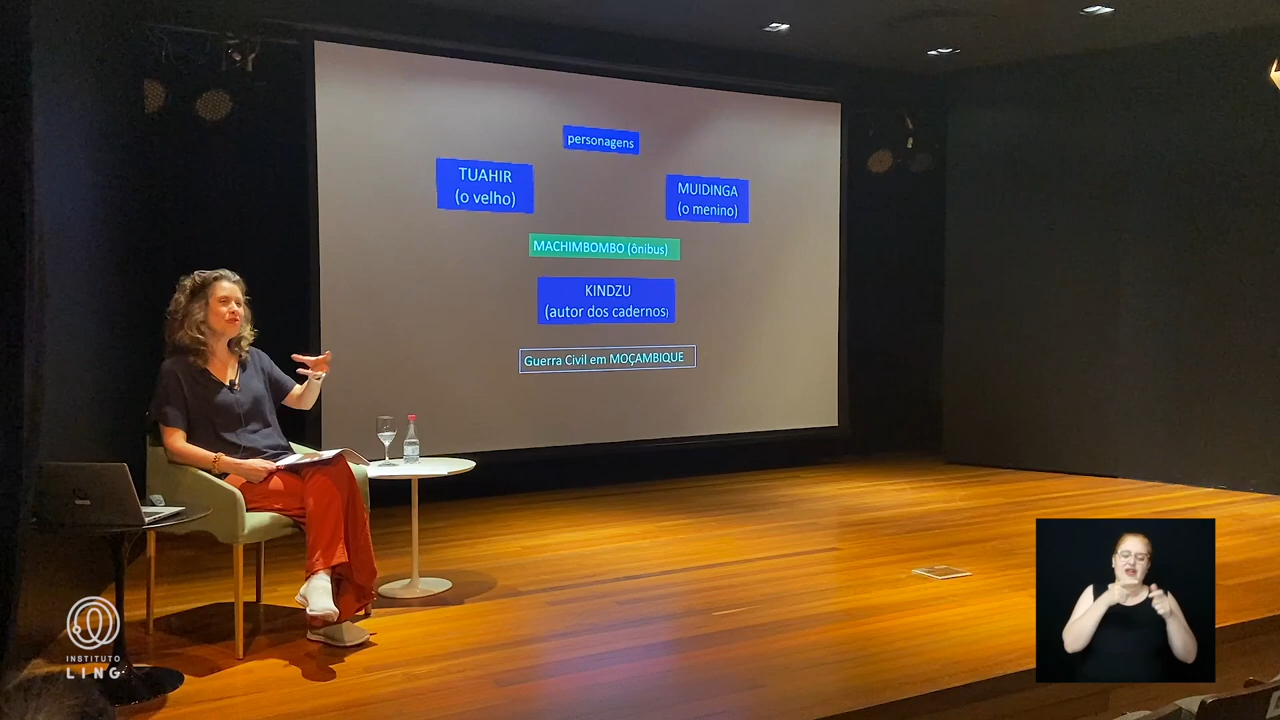 personagens
TUAHIR
(o velho)
MUIDINGA
(o menino)
MACHIMBOMBO (ônibus)
KINDZU
(autor dos cadernos)
Guerra Civil em MOÇAMBIQUE
INSTITUTO
LING